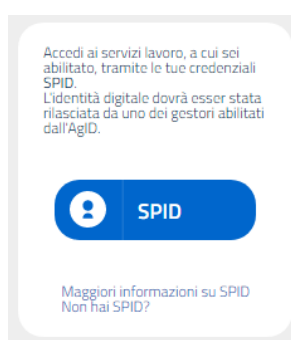 Accedi ai servizi lavoro, a cui sei
abilitato, tramite le tue credenziali
SPID.
L'identità digitale dovrà esser stata
rilasciata da uno dei gestori abilitati
dall'AgID.
SPID
Maggiori informazioni su SPID
Non hai SPID?